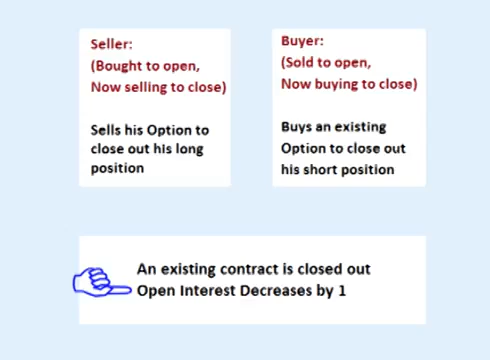 Seller:
(Bought to open,
Now selling to close)
Sells his Option to
close out his long
position
Buyer:
(Sold to open,
Now buying to close)
Buys an existing
Option to close out
his short position
An existing contract is closed out
Open Interest Decreases by 1